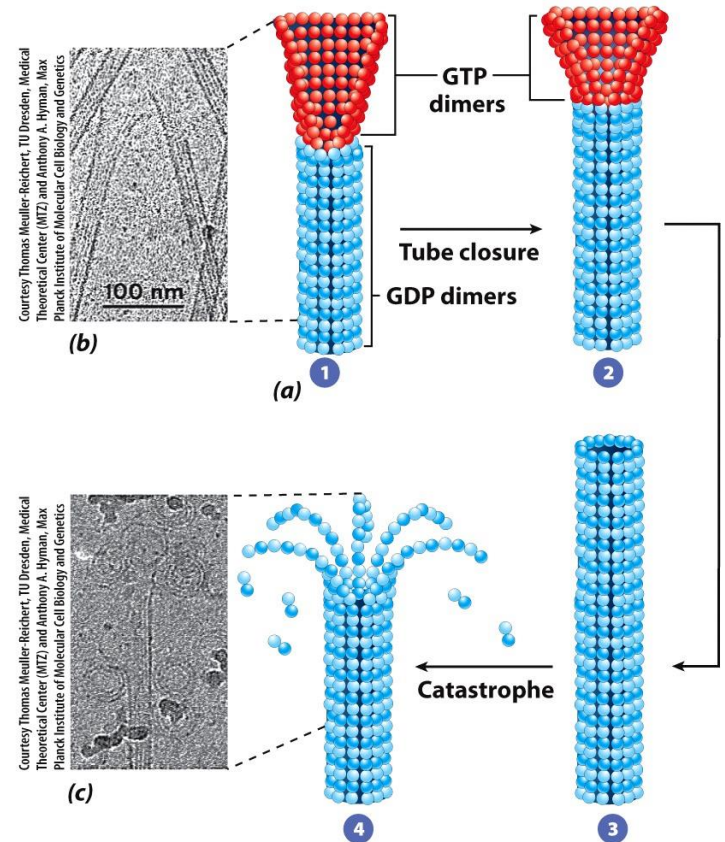 Courtesy Thomas Meuller-Reichert, TU Dresden, Medical
Theoretical Center (MTZ) and Anthony A. Hyman, Max
Planck Institute of Molecular Cell Biology and Genetics
100 nm
(b)
GTP
dimers
Tube closure
GDP dimers
(a)
1
2
Courtesy Thomas Meuller-Reichert, TU Dresden, Medical
Theoretical Center (MTZ) and Anthony A. Hyman, Max
Planck Institute of Molecular Cell Biology and Genetics
(c)
Catastrophe
4
3